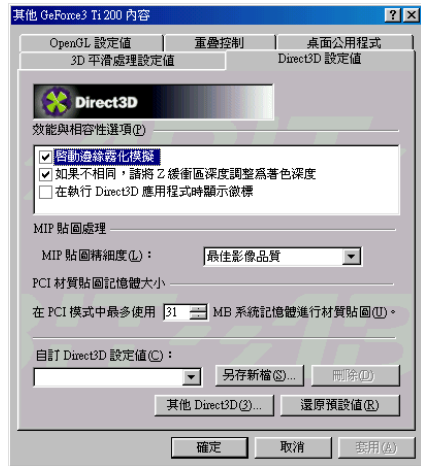 其他 GeForce3 Ti 200 內容
OpenGL 設定值 重疊控制 桌面公用程式
3D 平滑處理設定值 Direct3D 設定值
Direct3D
效能與相容性選項(P)
啟動邊緣霧化模擬
如果不相同，請將 Z 緩衝區深度調整為著色深度
在執行 Direct3D 應用程式時顯示徽標
MIP 貼圖處理
MIP 貼圖精細度(L)： 最佳影像品質
PCI 材質貼圖記憶體大小
在 PCI 模式中最多使用 31 MB 系統記憶體進行材質貼圖(U)。
自訂 Direct3D 設定值(C)：
另存新檔(S)... 刪除(D)
其他 Direct3D(3)... 還原預設值(R)
確定 取消 套用(A)